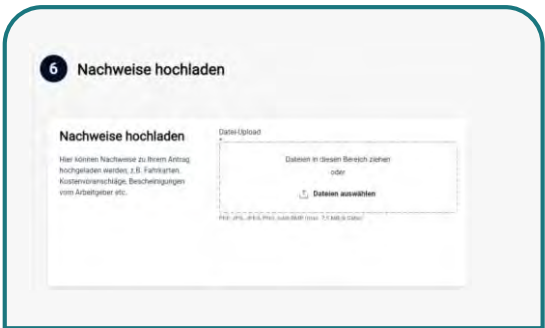 6 Nachweise hochladen
Nachweise hochladen
Hier können Nachweise zu Ihrem Antrag
hochgeladen werden, z.B. Fahrkarten,
Kostenvoranschläge, Bescheinigungen
vom Arbeitgeber etc.
Datei-Upload
Dateien in diesen Bereich ziehen
oder
Dateien auswählen